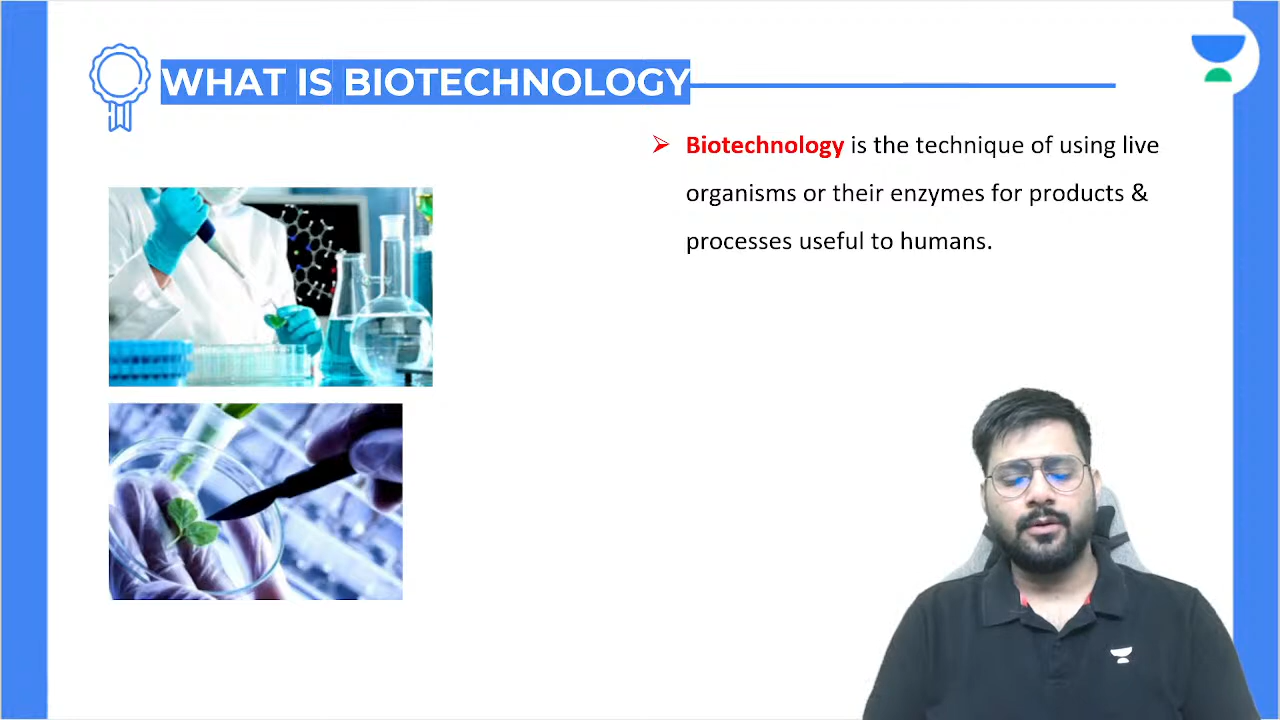 WHAT IS BIOTECHNOLOGY
➢ Biotechnology is the technique of using live
organisms or their enzymes for products &
processes useful to humans.